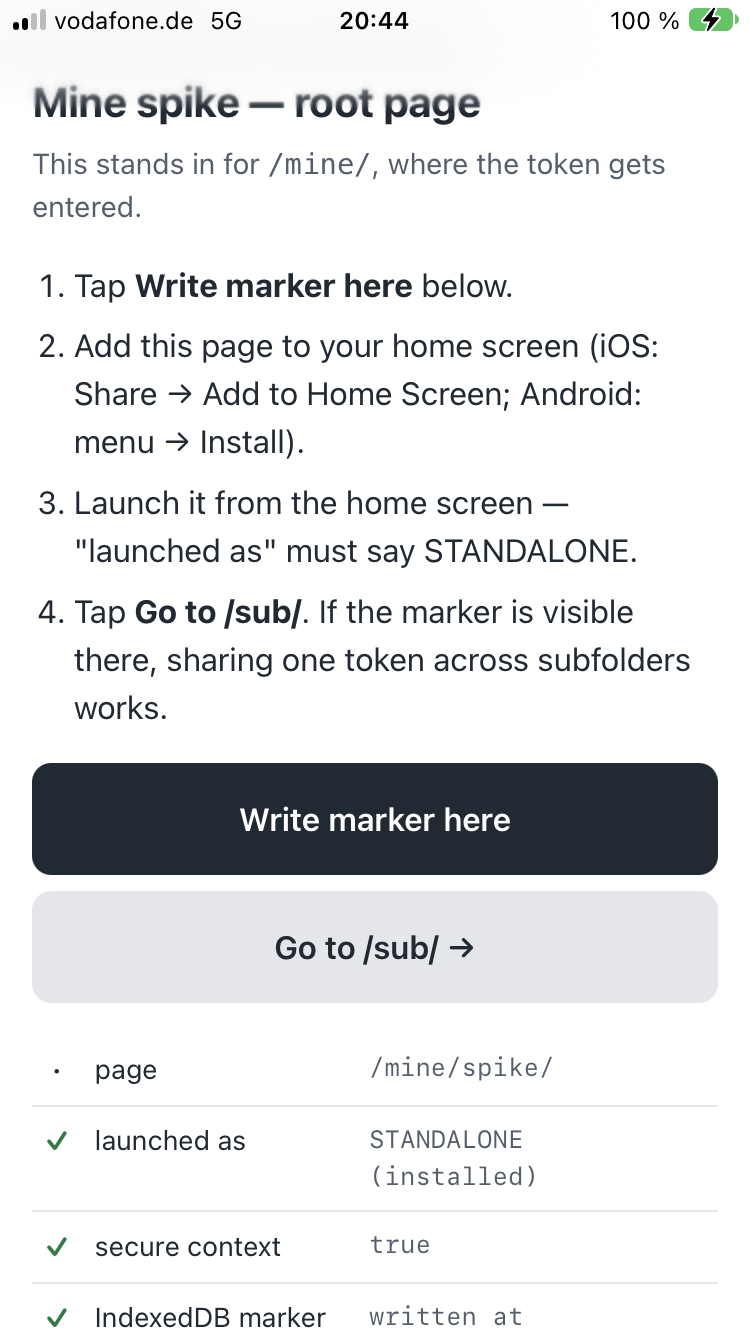 vodafone.de 5G 20:44 100 %
Mine spike — root page
This stands in for /mine/, where the token gets
entered.
1. Tap Write marker here below.
2. Add this page to your home screen (iOS:
Share → Add to Home Screen; Android:
menu → Install).
3. Launch it from the home screen —
"launched as" must say STANDALONE.
4. Tap Go to /sub/. If the marker is visible
there, sharing one token across subfolders
works.
Write marker here
Go to /sub/ →
· page /mine/spike/
✓ launched as STANDALONE
(installed)
✓ secure context true
✓ IndexedDB marker written at